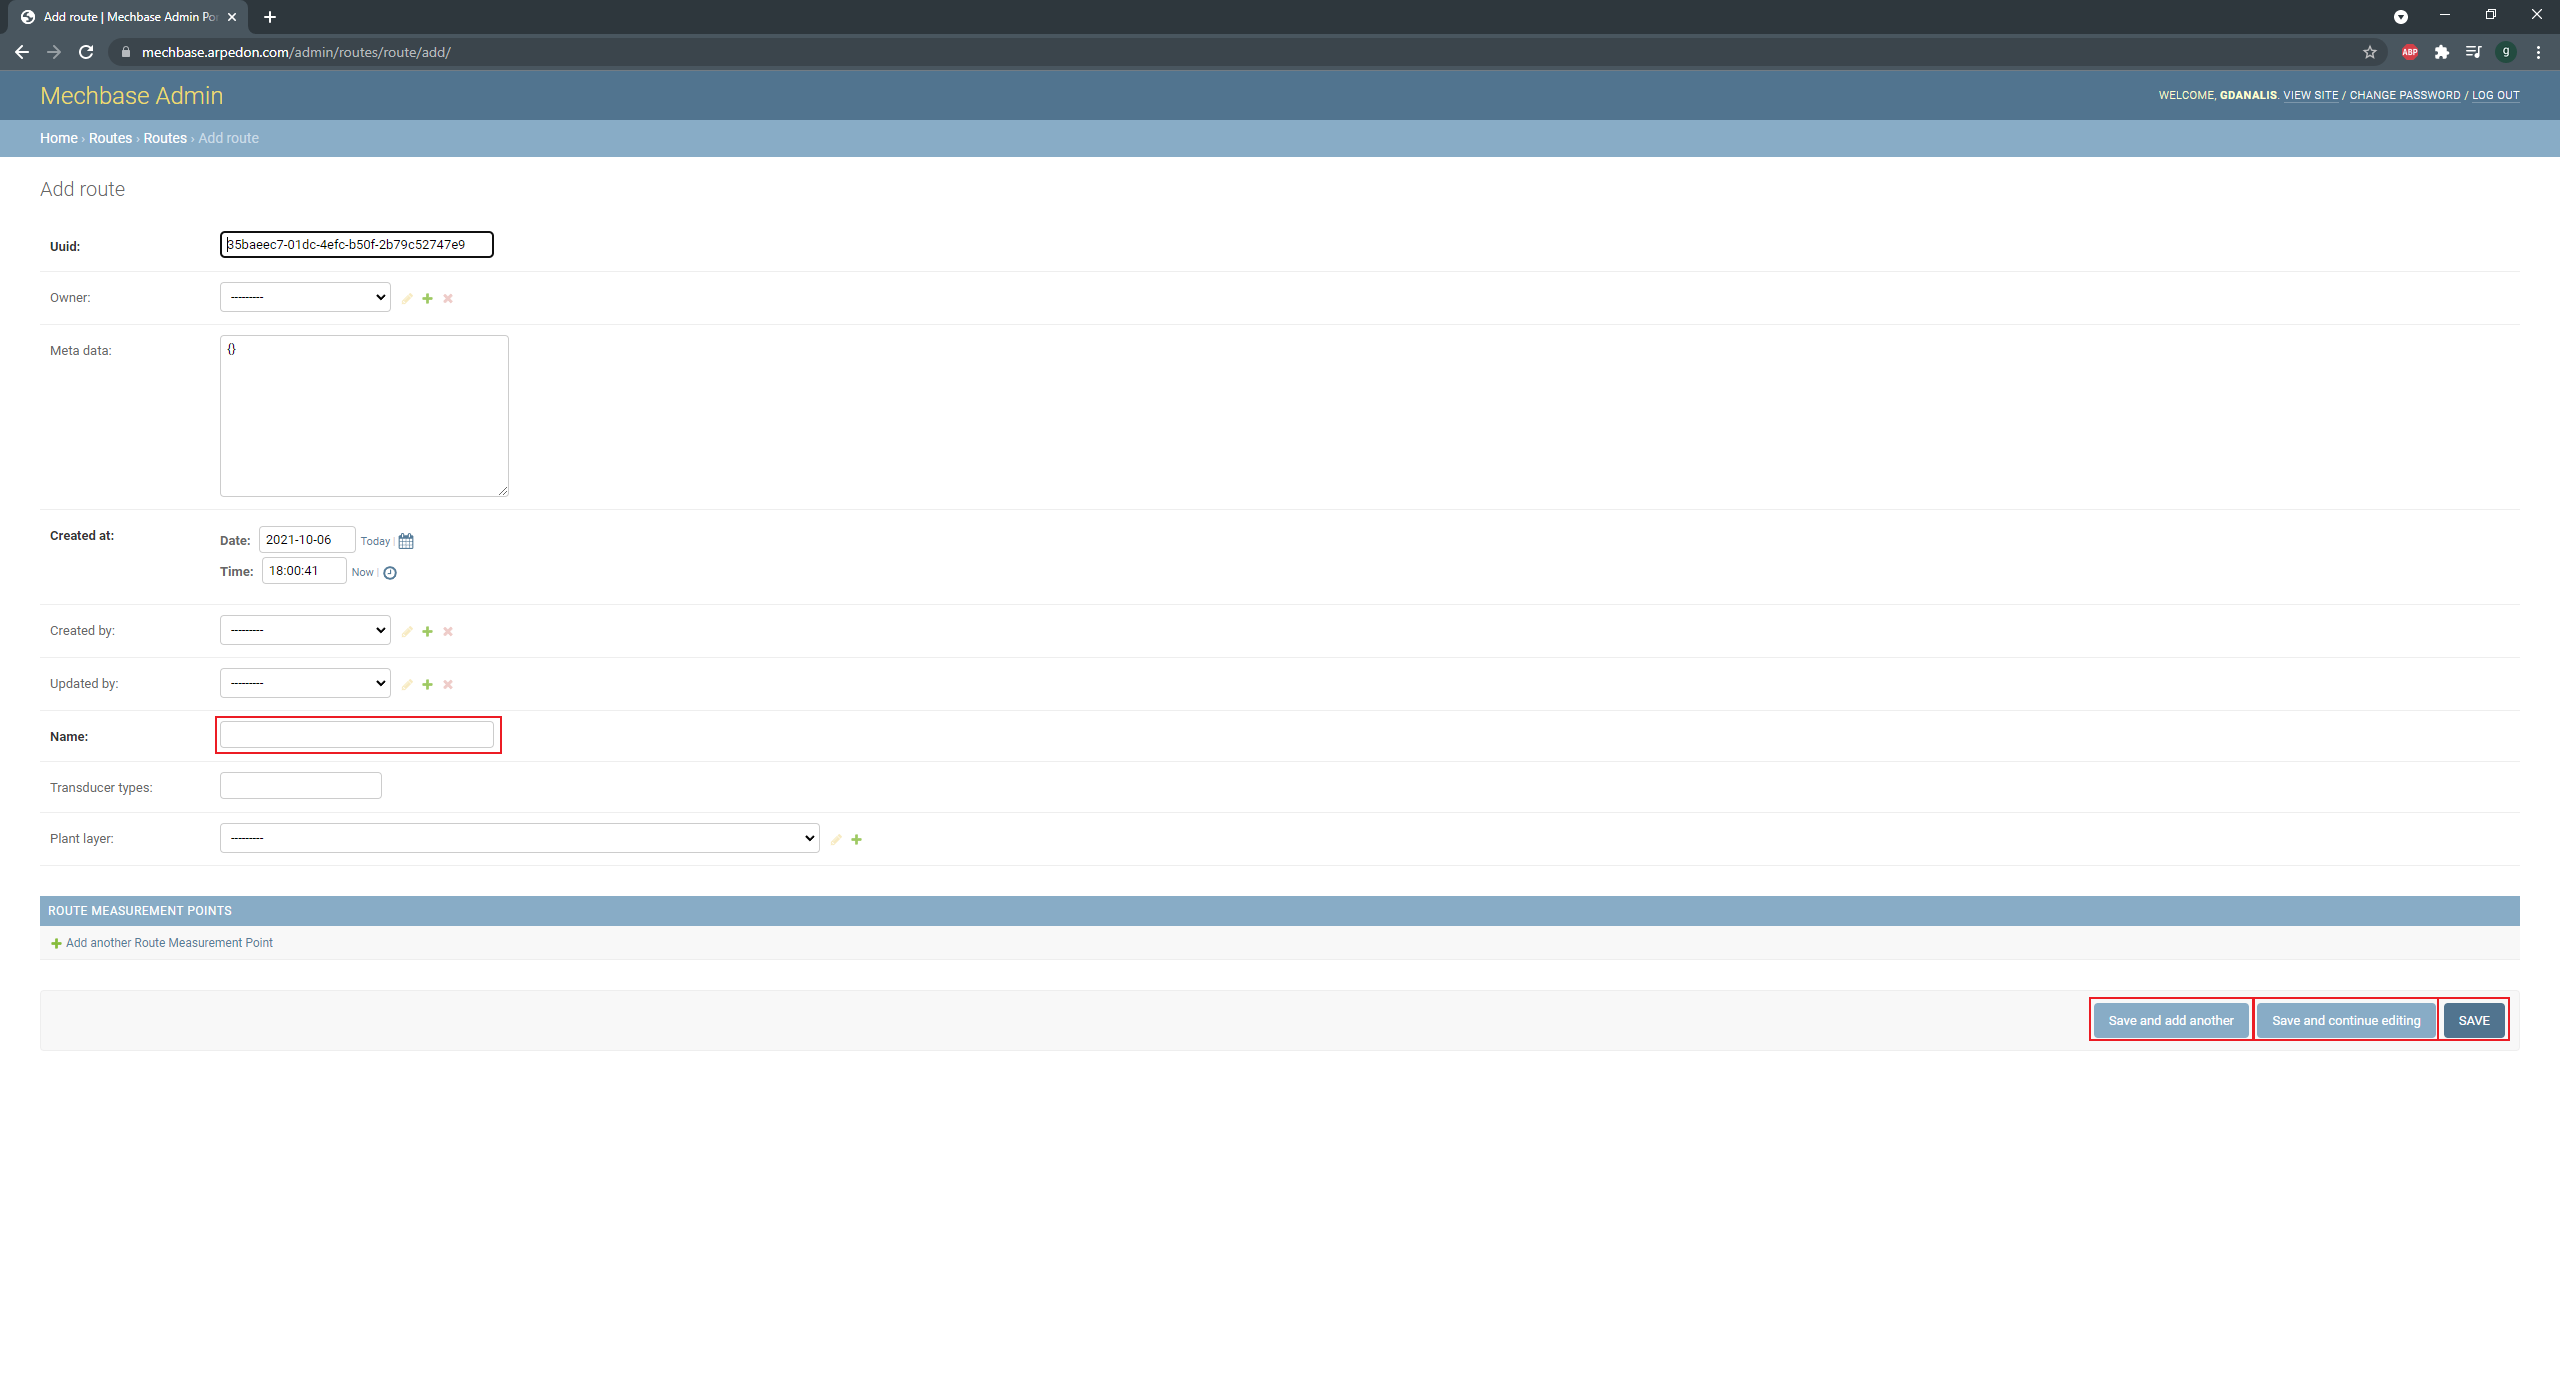 Add route | Mechbase Admin Po
mechbase.arpedon.com/admin/routes/route/add/
ABP
g
Mechbase Admin
WELCOME, GDANALIS. VIEW SITE / CHANGE PASSWORD / LOG OUT
Home › Routes › Routes › Add route
Add route
Uuid: 35baeec7-01dc-4efc-b50f-2b79c52747e9
Owner: ---------
Meta data: {}
Created at: Date: 2021-10-06 Today |
Time: 18:00:41 Now |
Created by: ---------
Updated by: ---------
Name:
Transducer types:
Plant layer: ---------
ROUTE MEASUREMENT POINTS
Add another Route Measurement Point
Save and add another Save and continue editing SAVE